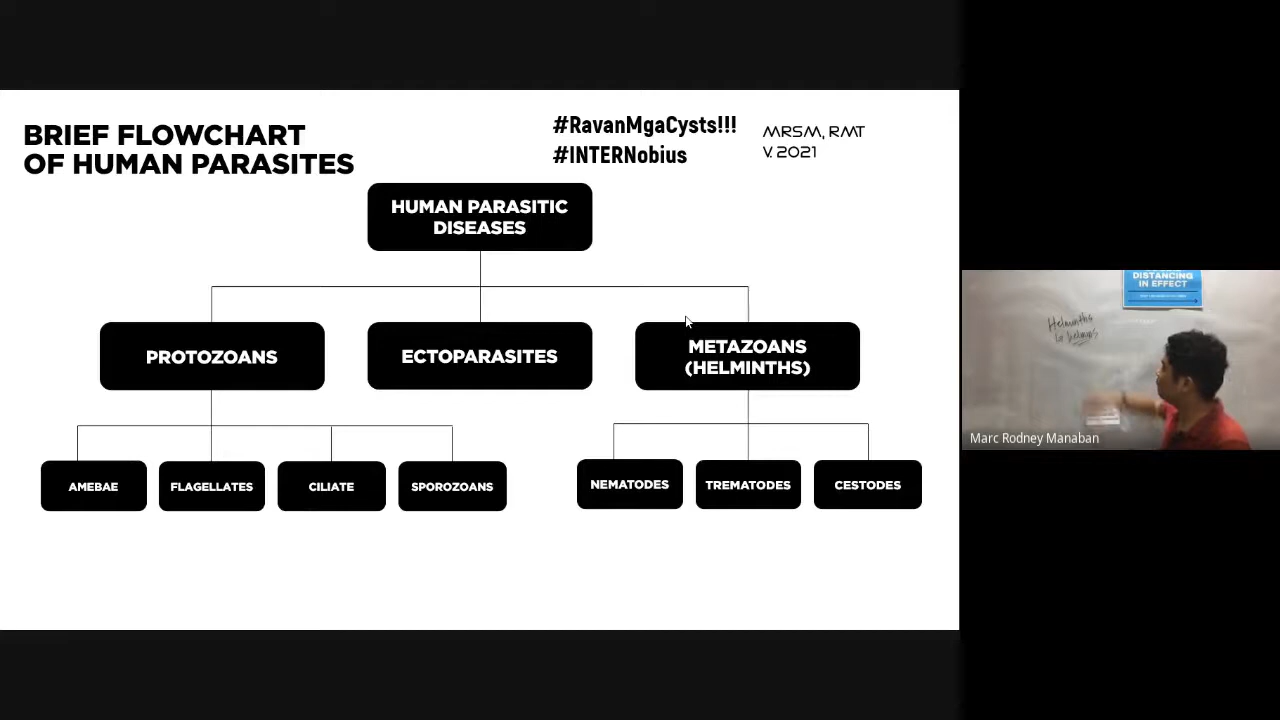 BRIEF FLOWCHART
OF HUMAN PARASITES
#RavanMgaCysts!!!
#INTERNobius
MRSM, RMT
V. 2021
HUMAN PARASITIC
DISEASES
PROTOZOANS
ECTOPARASITES
METAZOANS
(HELMINTHS)
AMEBAE
FLAGELLATES
CILIATE
SPOROZOANS
NEMATODES
TREMATODES
CESTODES
DISTANCING
IN EFFECT
Helminths
Marc Rodney Manaban